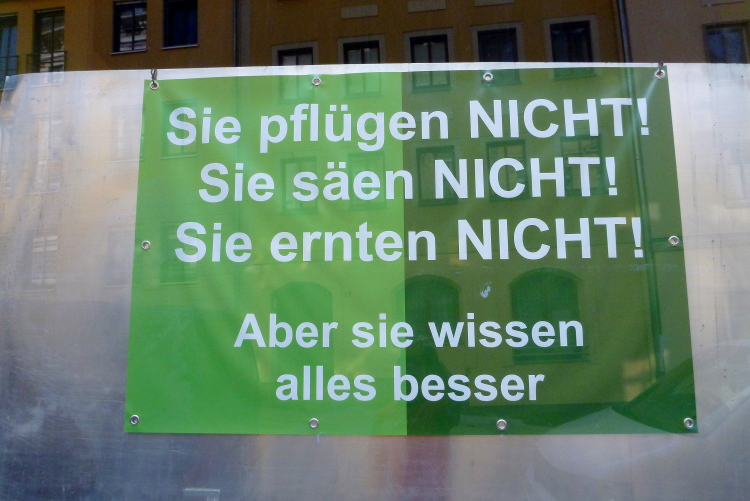 Sie pflügen NICHT!
Sie säen NICHT!
Sie ernten NICHT!
Aber sie wissen
alles besser